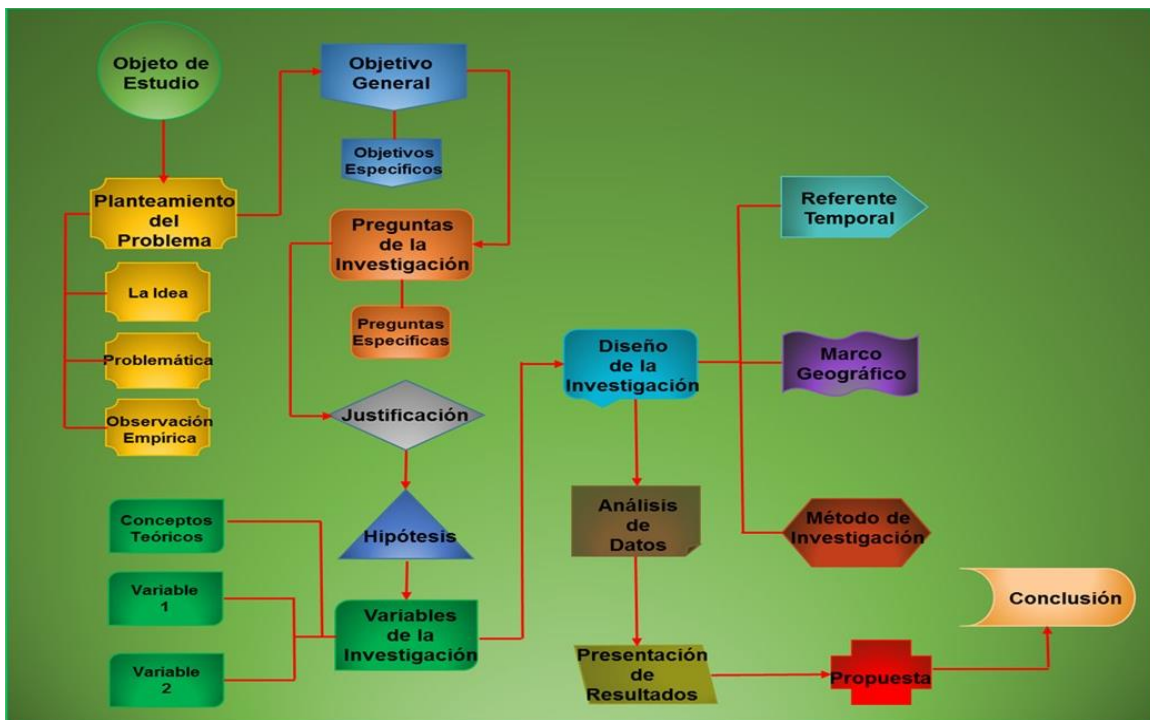 Objeto de
Estudio
Planteamiento
del
Problema
La Idea
Problemática
Observación
Empírica
Objetivo
General
Objetivos
Específicos
Preguntas
de la
Investigación
Preguntas
Especificas
Justificación
Hipótesis
Variables
de la
Investigación
Conceptos
Teóricos
Variable
1
Variable
2
Diseño
de la
Investigación
Referente
Temporal
Marco
Geográfico
Método de
Investigación
Análisis
de
Datos
Presentación
de
Resultados
Propuesta
Conclusión